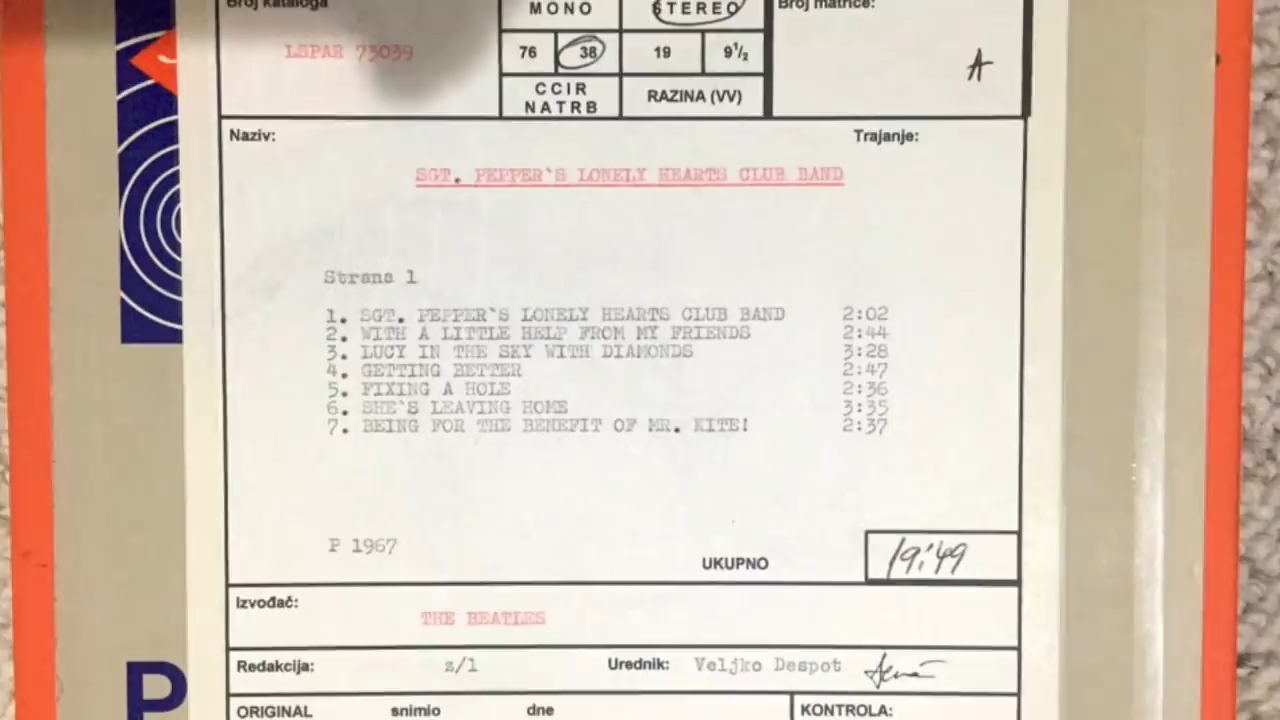 Broj kataloga
MONO
STEREO
Broj matrice:
LSPAR 73039
76
38
19
9½
A
CCIR
NATRB
RAZINA (VV)
Naziv:
Trajanje:
SGT. PEPPER`S LONELY HEARTS CLUB BAND
Strana 1
1. SGT. PEPPER`S LONELY HEARTS CLUB BAND 2:02
2. WITH A LITTLE HELP FROM MY FRIENDS 2:44
3. LUCY IN THE SKY WITH DIAMONDS 3:28
4. GETTING BETTER 2:47
5. FIXING A HOLE 2:36
6. SHE`S LEAVING HOME 3:35
7. BEING FOR THE BENEFIT OF MR. KITE! 2:37
P 1967
UKUPNO
19:49
Izvođač:
THE BEATLES
Redakcija: z/1 Urednik: Veljko Despot
ORIGINAL snimio dne
KONTROLA:
P